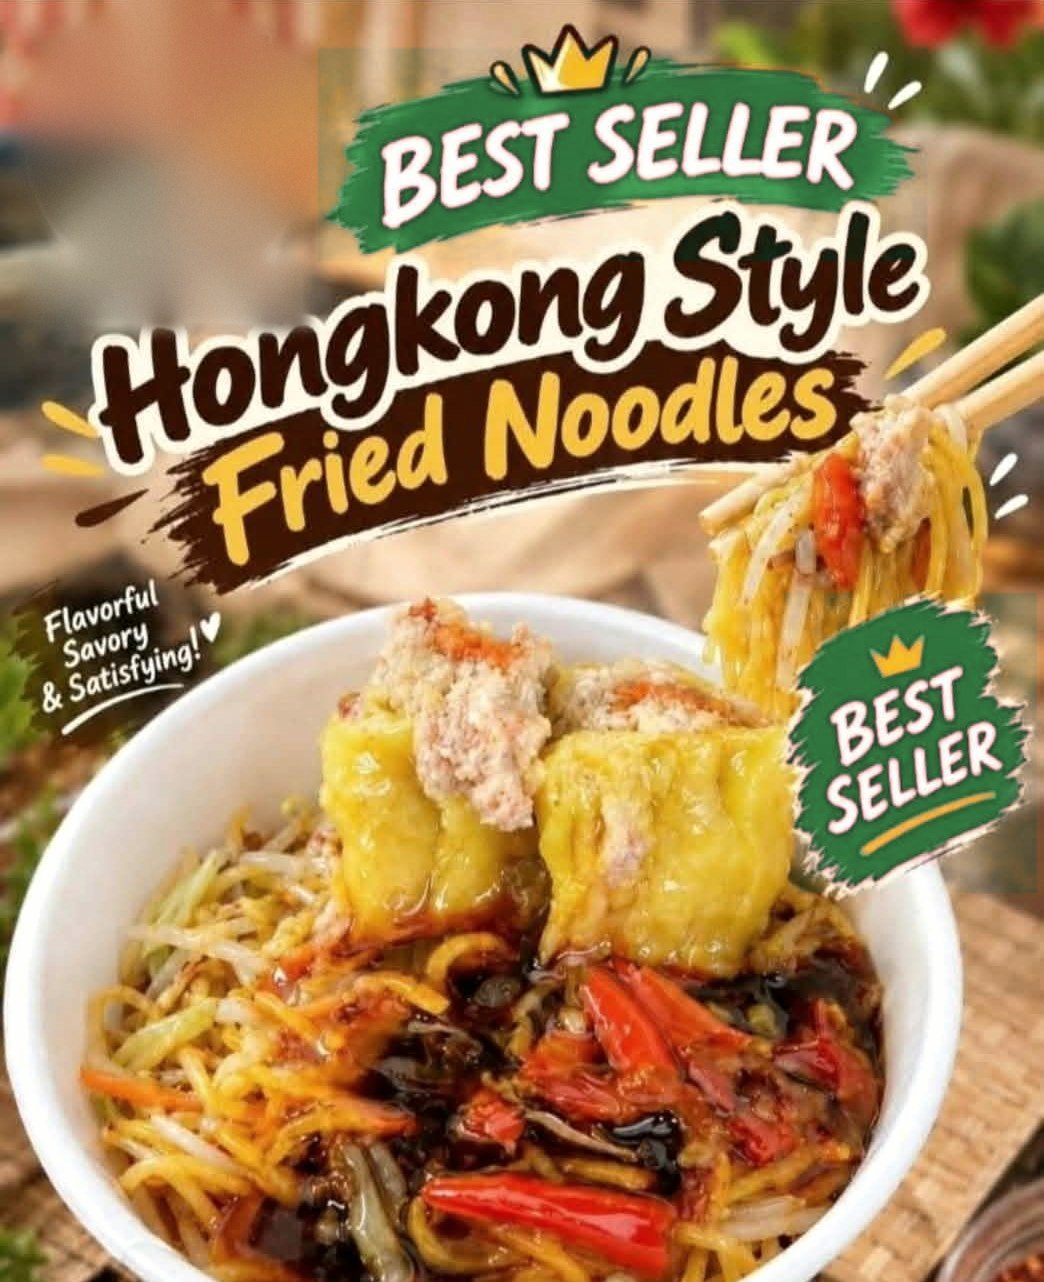 BEST SELLER
Hongkong Style
Fried Noodles
Flavorful
Savory
& Satisfying!
BEST
SELLER